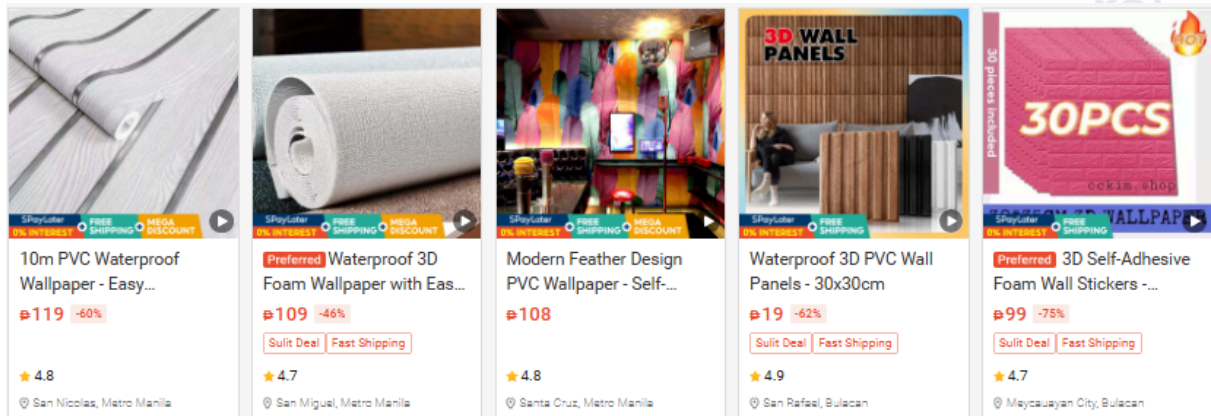 SPayLater
0% INTEREST
FREE
SHIPPING
MEGA
DISCOUNT
10m PVC Waterproof
Wallpaper - Easy...
₱119 -60%
4.8
San Nicolas, Metro Manila
SPayLater
0% INTEREST
FREE
SHIPPING
MEGA
DISCOUNT
Preferred Waterproof 3D
Foam Wallpaper with Eas...
₱109 -46%
Sulit Deal Fast Shipping
4.7
San Miguel, Metro Manila
SPayLater
0% INTEREST
FREE
SHIPPING
MEGA
DISCOUNT
Modern Feather Design
PVC Wallpaper - Self-...
₱108
4.8
Santa Cruz, Metro Manila
3D WALL
PANELS
SPayLater
0% INTEREST
FREE
SHIPPING
Waterproof 3D PVC Wall
Panels - 30x30cm
₱19 -62%
Sulit Deal Fast Shipping
4.9
San Rafael, Bulacan
HOT
30 pieces included
30PCS
cckim.shop
WALLPAPER
SPayLater
0% INTEREST
FREE
SHIPPING
Preferred 3D Self-Adhesive
Foam Wall Stickers -...
₱99 -75%
Sulit Deal Fast Shipping
4.7
Meycauayan City, Bulacan